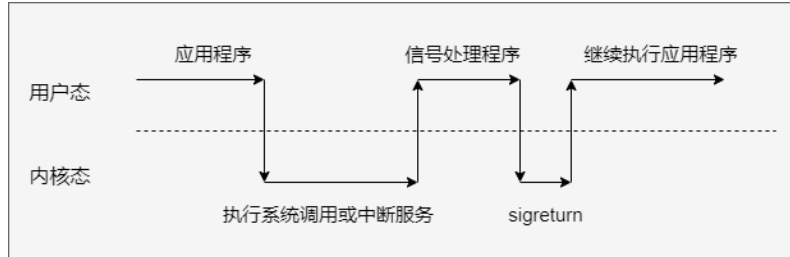 应用程序
信号处理程序
继续执行应用程序
用户态
内核态
执行系统调用或中断服务
sigreturn